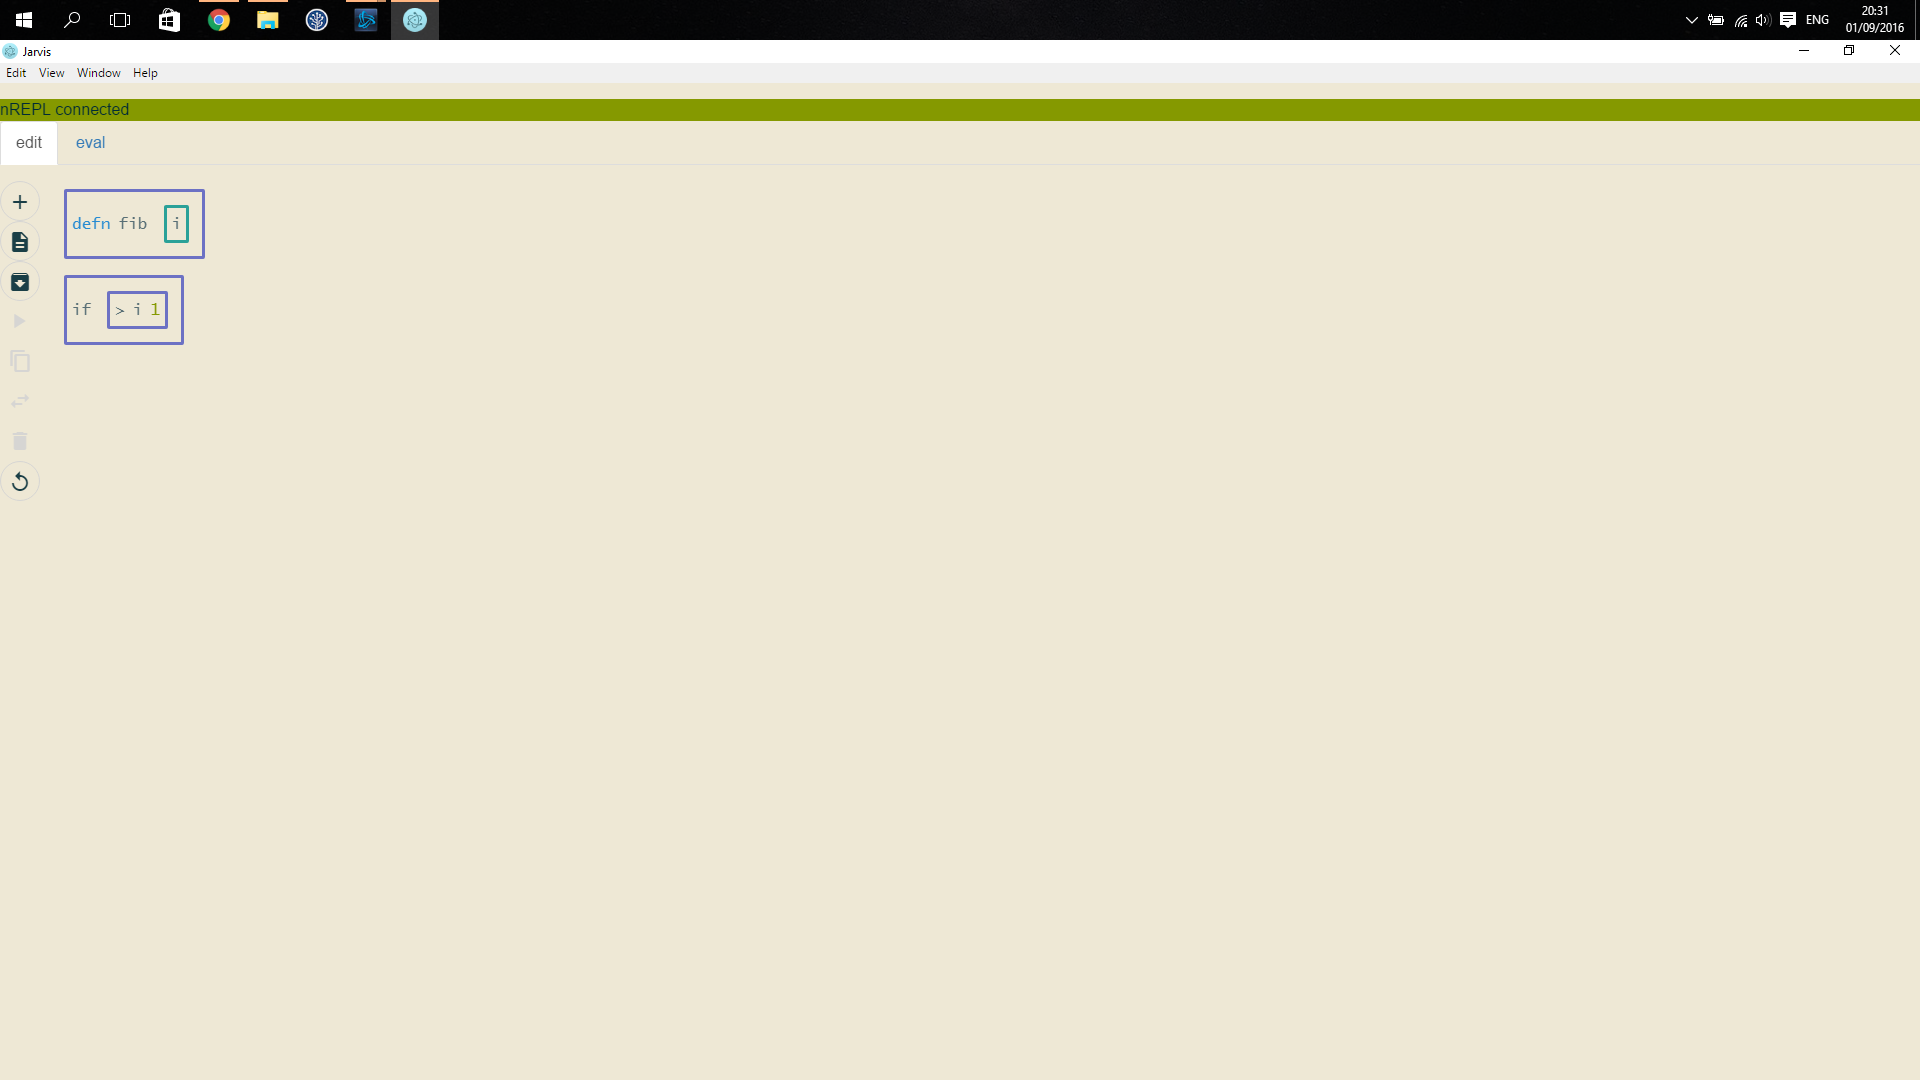 ENG
20:31
01/09/2016
Jarvis
Edit View Window Help
nREPL connected
edit eval
defn fib i
if > i 1